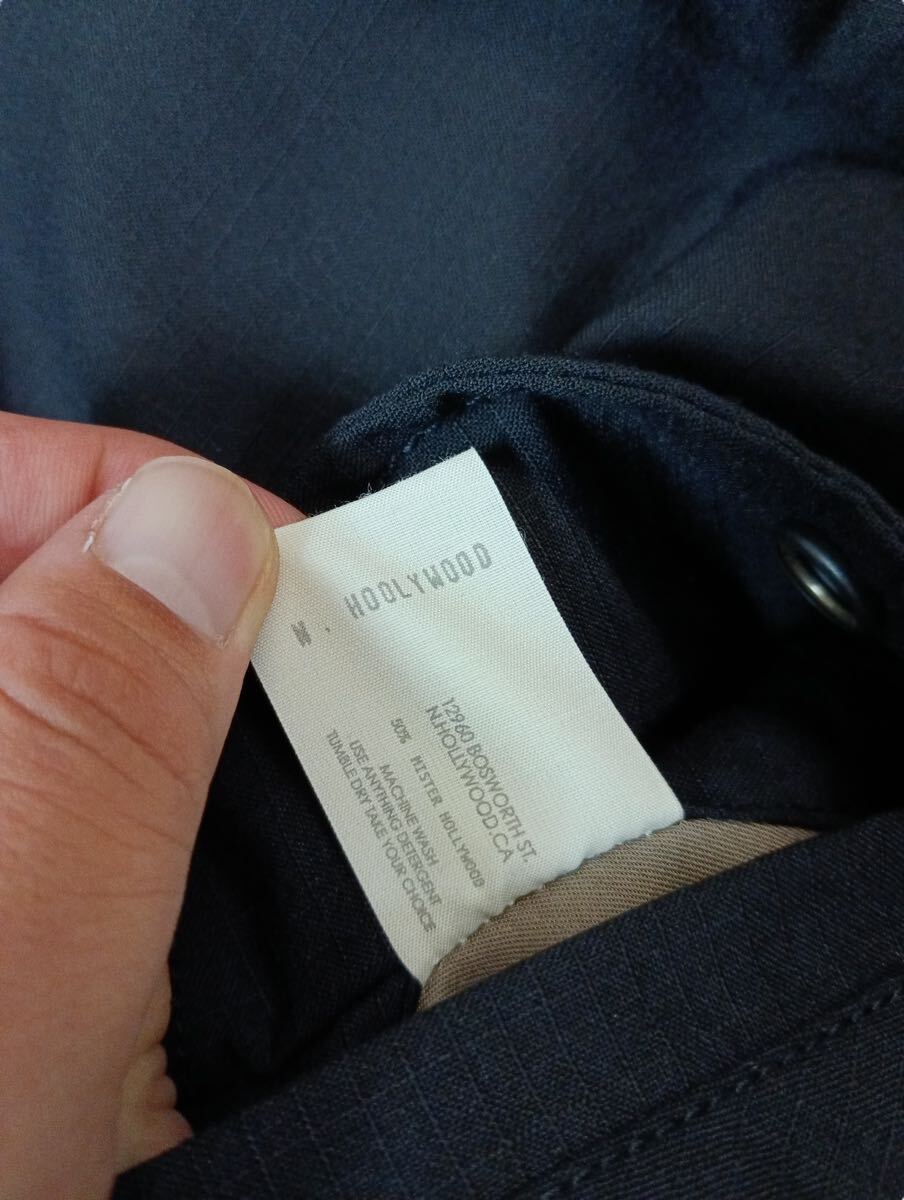 . HOOLYWOOD
12960 BOSWORTH ST.
N.HOLLYWOOD.CA
50% MISTER HOLLYWOOD
MACHINE WASH
USE ANYTHING DETERGENT
TUMBLE DRY TAKE YOUR CHOICE